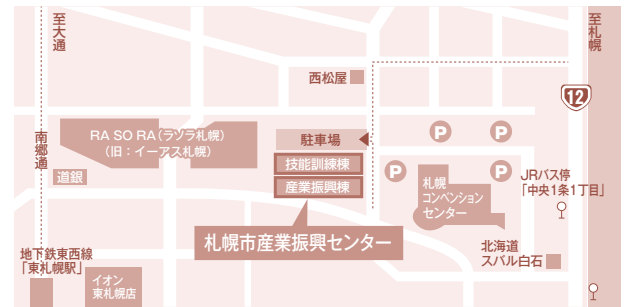 至大通
至札幌
西松屋
12
南郷通
RA SO RA(ラソラ札幌)
(旧：イーアス札幌)
駐車場
P
P
道銀
技能訓練棟
産業振興棟
P
P
札幌
コンベンション
センター
JRバス停
「中央1条1丁目」
札幌市産業振興センター
地下鉄東西線
「東札幌駅」
イオン
東札幌店
北海道
スバル白石